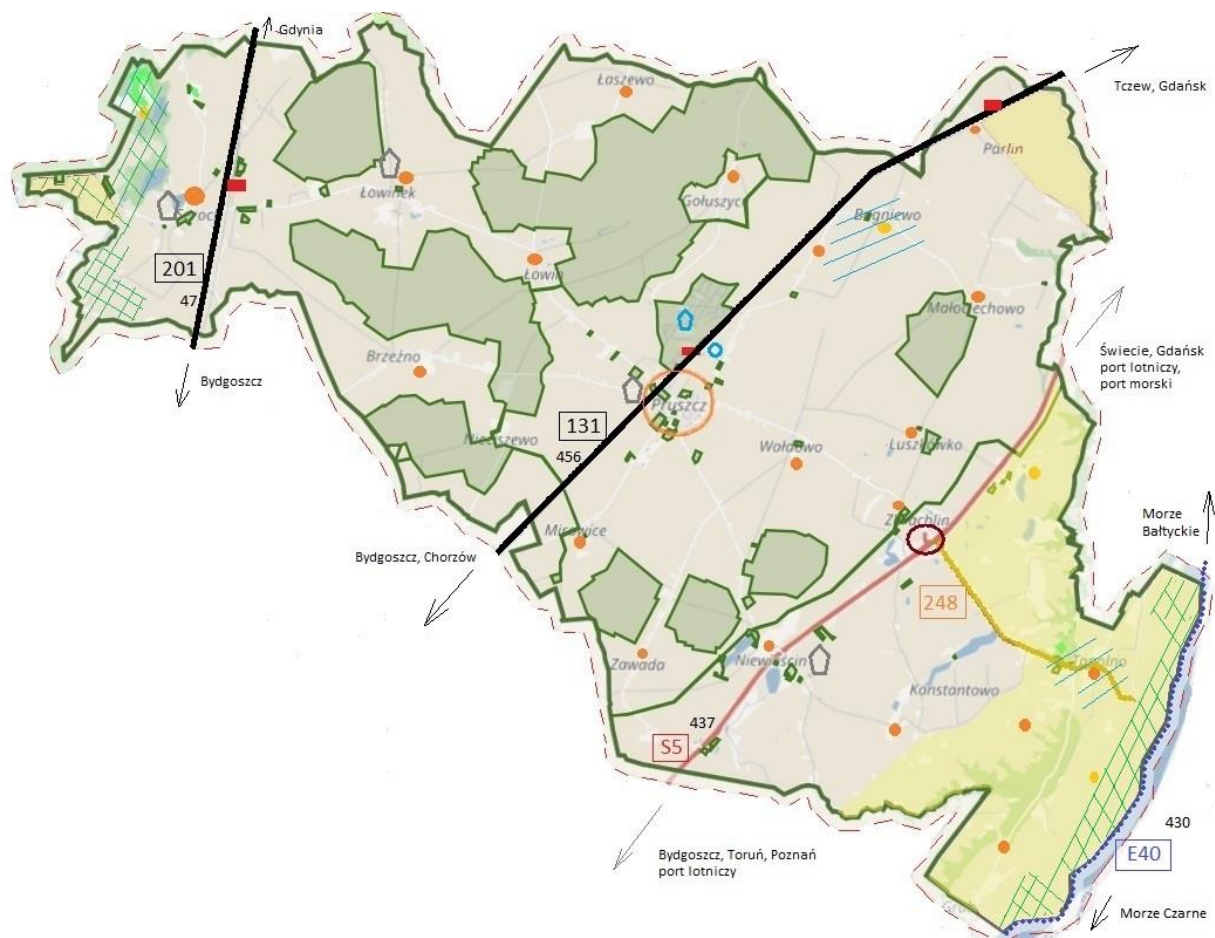 Gdynia
Łaszewo
Tczew, Gdańsk
Parlin
Łowinek
Gołuszyc
Bagniewo
201
47
Łowin
Małociechowo
Brzeźno
Świecie, Gdańsk
port lotniczy,
port morski
Bydgoszcz
Pruszcz
131
456
Wałdowo
Luszkówko
Mirowice
Bydgoszcz, Chorzów
Morze
Bałtyckie
248
Zawada
Niewieścin
Topolno
Konstantowo
437
S5
430
Bydgoszcz, Toruń, Poznań
port lotniczy
E40
Morze Czarne